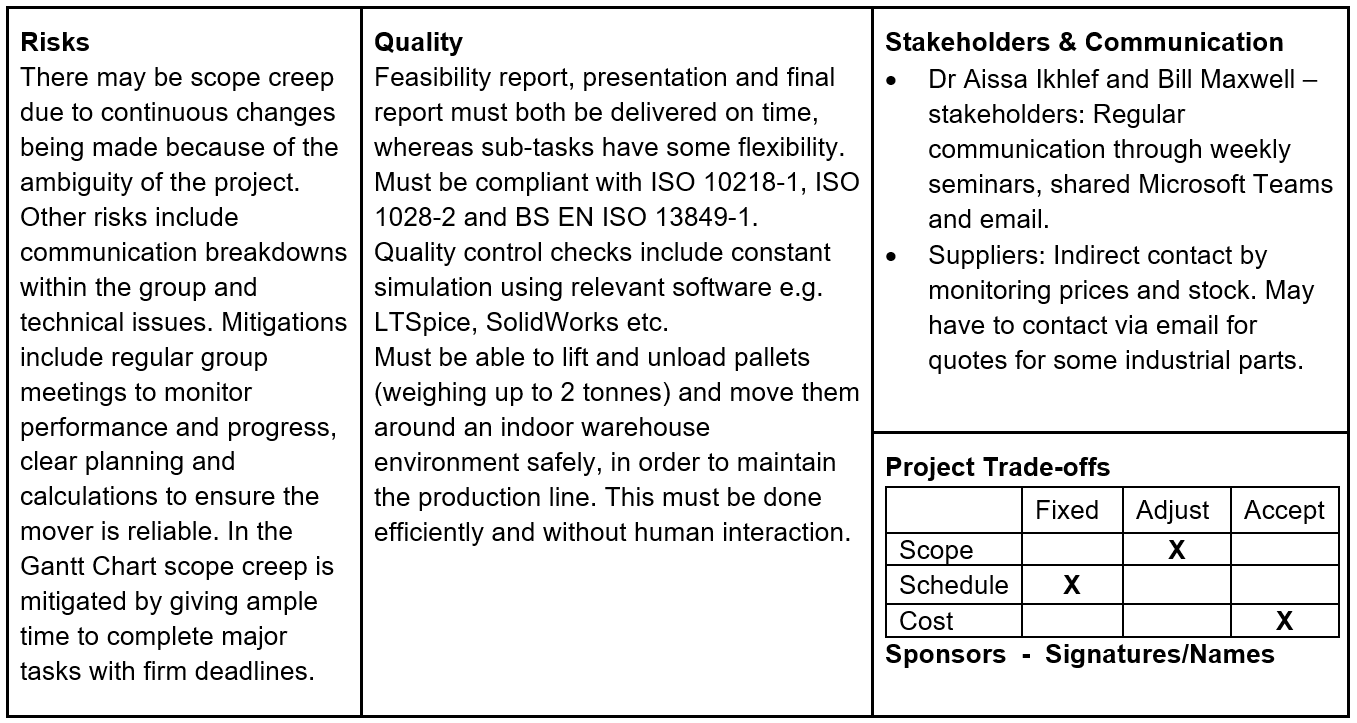 Risks
There may be scope creep
due to continuous changes
being made because of the
ambiguity of the project.
Other risks include
communication breakdowns
within the group and
technical issues. Mitigations
include regular group
meetings to monitor
performance and progress,
clear planning and
calculations to ensure the
mover is reliable. In the
Gantt Chart scope creep is
mitigated by giving ample
time to complete major
tasks with firm deadlines.
Quality
Feasibility report, presentation and final
report must both be delivered on time,
whereas sub-tasks have some flexibility.
Must be compliant with ISO 10218-1, ISO
1028-2 and BS EN ISO 13849-1.
Quality control checks include constant
simulation using relevant software e.g.
LTSpice, SolidWorks etc.
Must be able to lift and unload pallets
(weighing up to 2 tonnes) and move them
around an indoor warehouse
environment safely, in order to maintain
the production line. This must be done
efficiently and without human interaction.
Stakeholders & Communication
• Dr Aissa Ikhlef and Bill Maxwell –
stakeholders: Regular
communication through weekly
seminars, shared Microsoft Teams
and email.
• Suppliers: Indirect contact by
monitoring prices and stock. May
have to contact via email for
quotes for some industrial parts.
Project Trade-offs
Fixed Adjust Accept
Scope X
Schedule X
Cost X
Sponsors - Signatures/Names